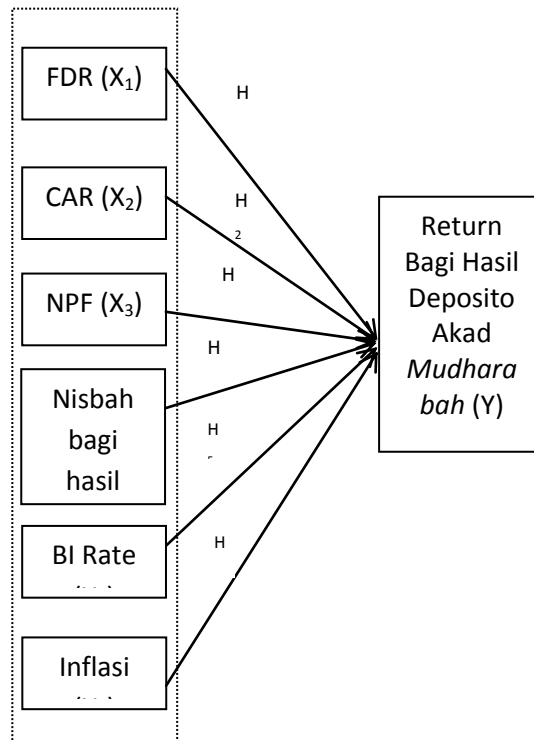 FDR (X₁)
H
CAR (X₂)
H
2
NPF (X₃)
H
Return
Bagi Hasil
Deposito
Akad
Mudhara
bah (Y)
Nisbah
bagi
hasil
H
H
BI Rate
H
Inflasi